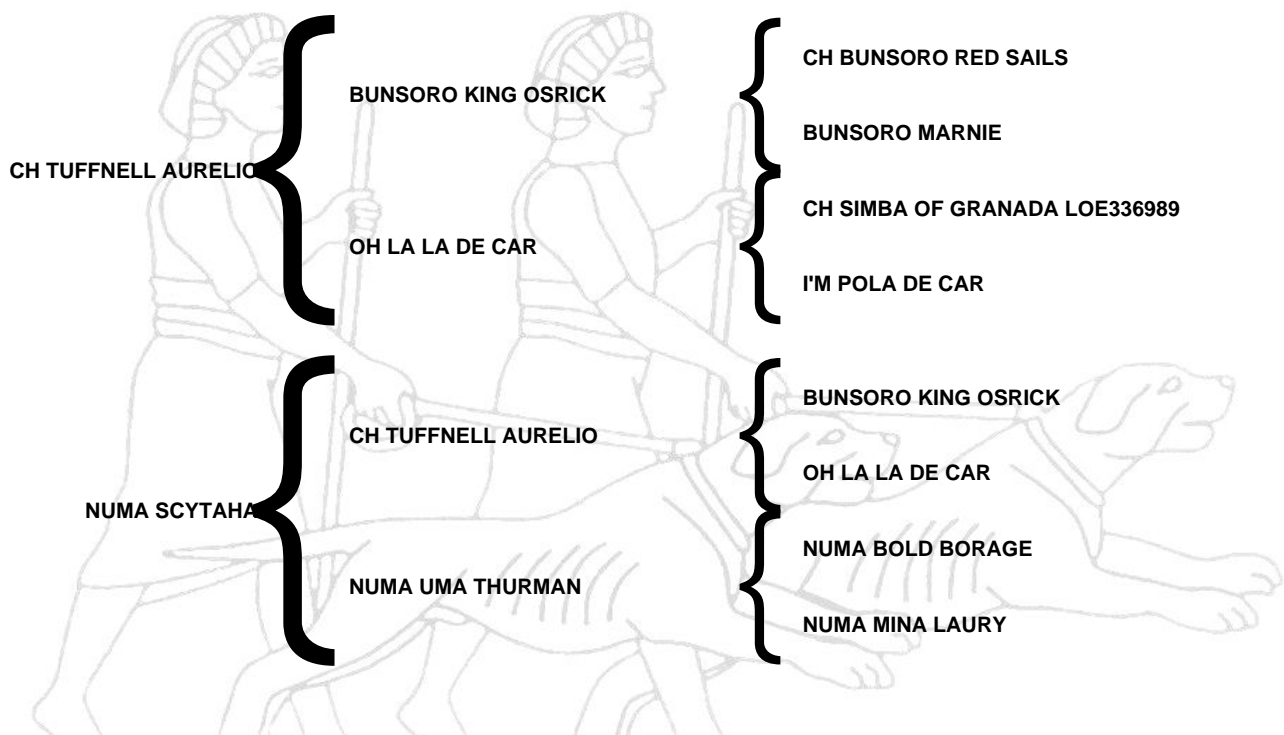 CH BUNSORO RED SAILS
BUNSORO KING OSRICK
BUNSORO MARNIE
CH TUFFNELL AURELIO
CH SIMBA OF GRANADA LOE336989
OH LA LA DE CAR
I'M POLA DE CAR
BUNSORO KING OSRICK
CH TUFFNELL AURELIO
OH LA LA DE CAR
NUMA SCYTAHA
NUMA BOLD BORAGE
NUMA UMA THURMAN
NUMA MINA LAURY